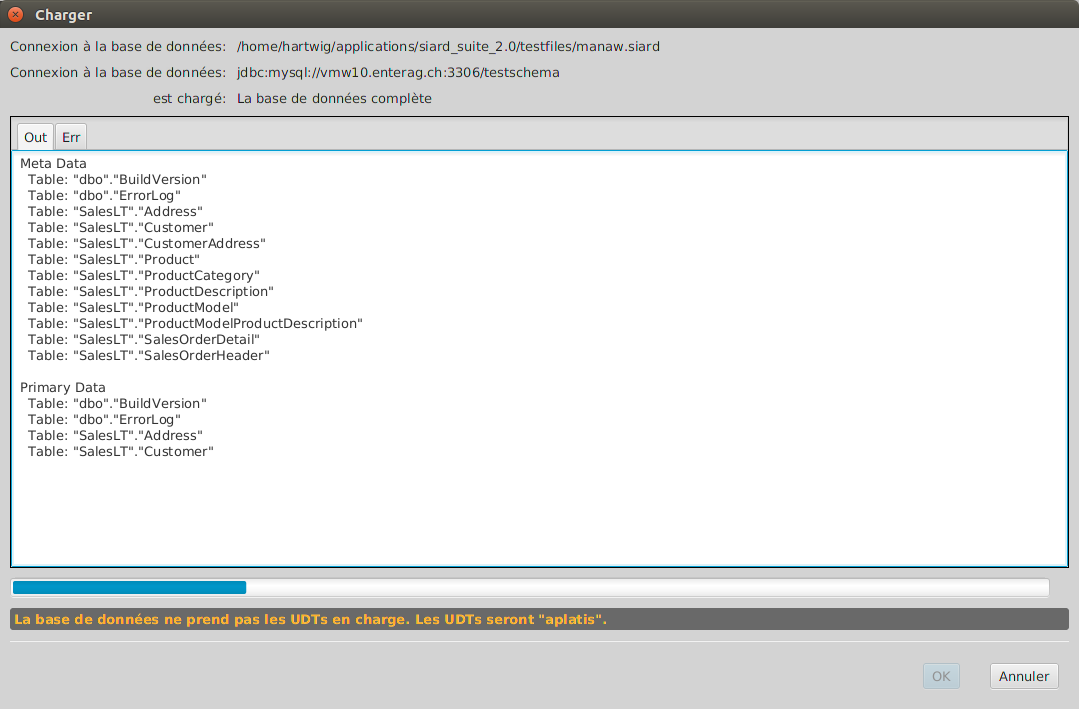 Charger
Connexion à la base de données: /home/hartwig/applications/siard_suite_2.0/testfiles/manaw.siard
Connexion à la base de données: jdbc:mysql://vmw10.enterag.ch:3306/testschema
est chargé: La base de données complète
Out Err
Meta Data
Table: "dbo"."BuildVersion"
Table: "dbo"."ErrorLog"
Table: "SalesLT"."Address"
Table: "SalesLT"."Customer"
Table: "SalesLT"."CustomerAddress"
Table: "SalesLT"."Product"
Table: "SalesLT"."ProductCategory"
Table: "SalesLT"."ProductDescription"
Table: "SalesLT"."ProductModel"
Table: "SalesLT"."ProductModelProductDescription"
Table: "SalesLT"."SalesOrderDetail"
Table: "SalesLT"."SalesOrderHeader"
Primary Data
Table: "dbo"."BuildVersion"
Table: "dbo"."ErrorLog"
Table: "SalesLT"."Address"
Table: "SalesLT"."Customer"
La base de données ne prend pas les UDTs en charge. Les UDTs seront "aplatis".
OK Annuler